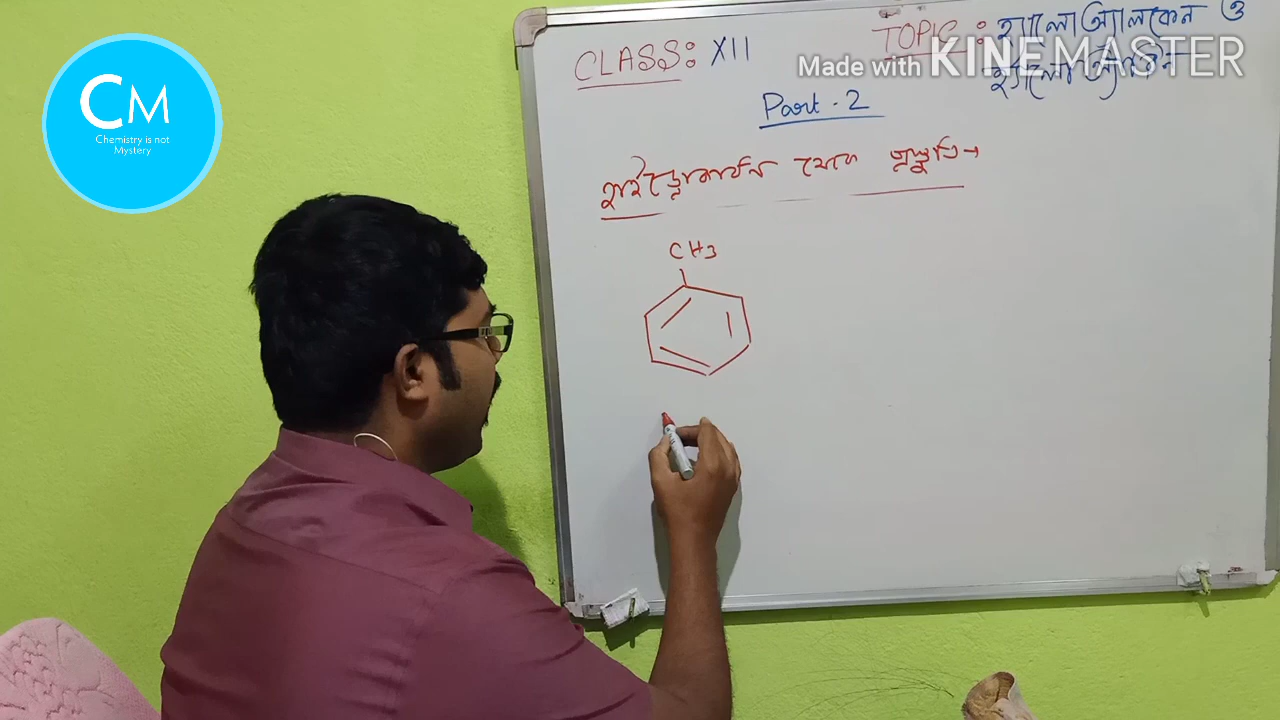 CM
Chemistry is not
Mystery
Made with KINEMASTER
CLASS: XII
TOPIC : হ্যালোঅ্যালকেন ও
হ্যালোঅ্যারিন
Part - 2
হাইড্রোকার্বন থেকে প্রস্তুতি→
CH3